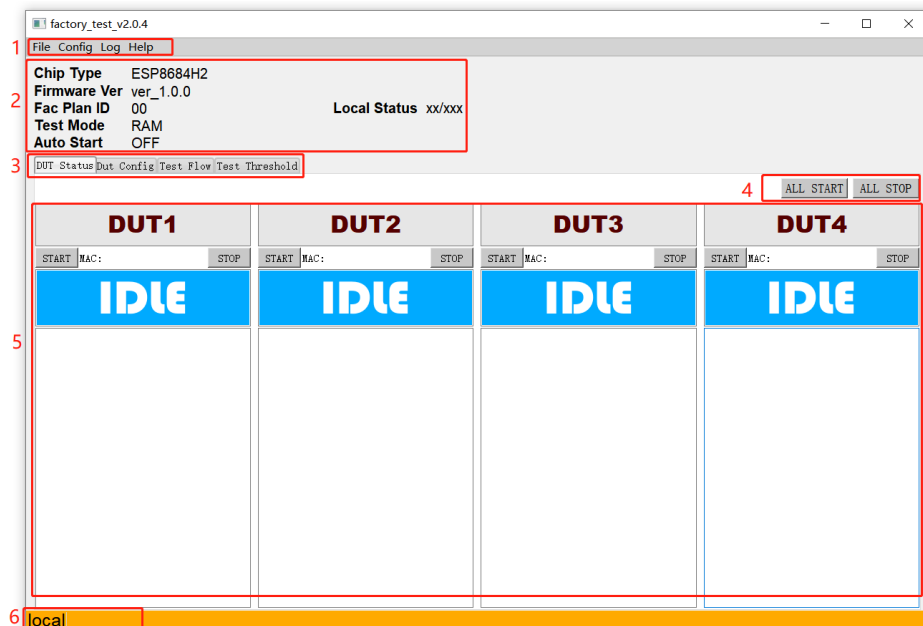 factory_test_v2.0.4
1 File Config Log Help
2
Chip Type ESP8684H2
Firmware Ver ver_1.0.0
Fac Plan ID 00 Local Status xx/xxx
Test Mode RAM
Auto Start OFF
3 DUT Status Dut Config Test Flow Test Threshold
4 ALL START ALL STOP
DUT1 DUT2 DUT3 DUT4
START MAC: STOP START MAC: STOP START MAC: STOP START MAC: STOP
IDLE IDLE IDLE IDLE
5
6 local